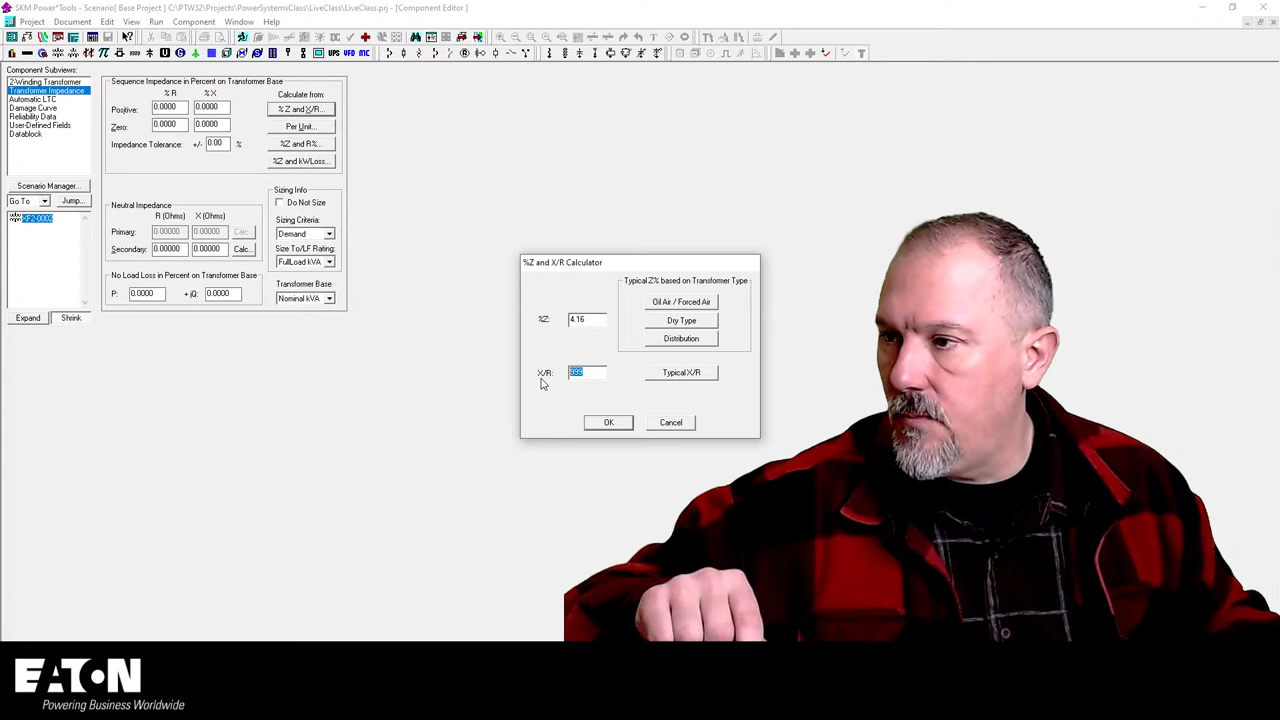 SKM Power*Tools - Scenario[ Base Project ] C:\PTW32\Projects\PowerSystemsClass\LiveClass\LiveClass.prj - [Component Editor ]
Project Document Edit View Run Component Window Help
UPS VFD MC
Component Subviews:
2-Winding Transformer
Transformer Impedance
Automatic LTC
Damage Curve
Reliability Data
User-Defined Fields
Datablock
Scenario Manager...
Go To Jump...
XF2-0002
Expand Shrink
Sequence Impedance in Percent on Transformer Base
% R % X Calculate from:
Positive: 0.0000 0.0000 % Z and X/R...
Zero: 0.0000 0.0000 Per Unit...
Impedance Tolerance: +/- 0.00 % %Z and R%...
%Z and kWLoss...
Neutral Impedance
R (Ohms) X (Ohms)
Primary: 0.00000 0.00000 Calc...
Secondary: 0.00000 0.00000 Calc...
No Load Loss in Percent on Transformer Base
P: 0.0000 + jQ: 0.0000
Sizing Info
Do Not Size
Sizing Criteria:
Demand
Size To/LF Rating:
FullLoad kVA
Transformer Base
Nominal kVA
%Z and X/R Calculator
Typical Z% based on Transformer Type
Oil Air / Forced Air
%Z: 4.16 Dry Type
Distribution
X/R: 999 Typical X/R
OK Cancel
EATON
Powering Business Worldwide